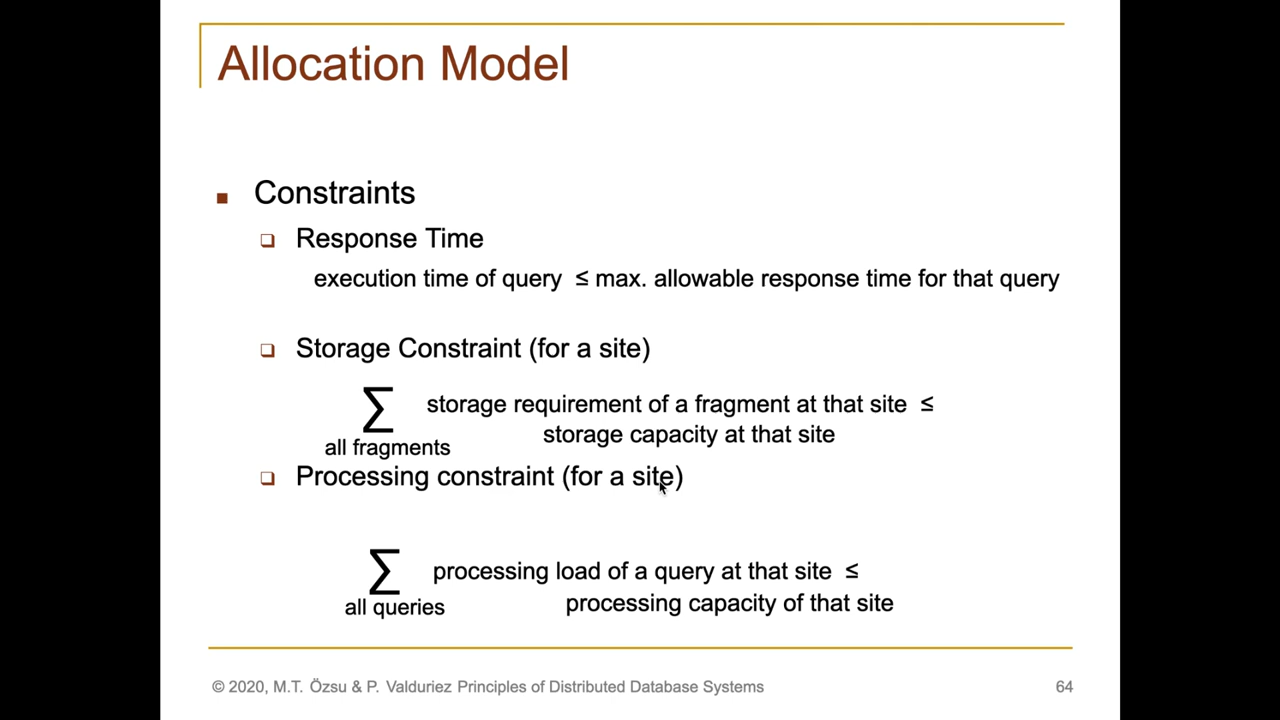 Allocation Model
■ Constraints
❑ Response Time
execution time of query ≤ max. allowable response time for that query
❑ Storage Constraint (for a site)
∑ storage requirement of a fragment at that site ≤
storage capacity at that site
all fragments
❑ Processing constraint (for a site)
∑ processing load of a query at that site ≤
processing capacity of that site
all queries
© 2020, M.T. Özsu & P. Valduriez Principles of Distributed Database Systems 64